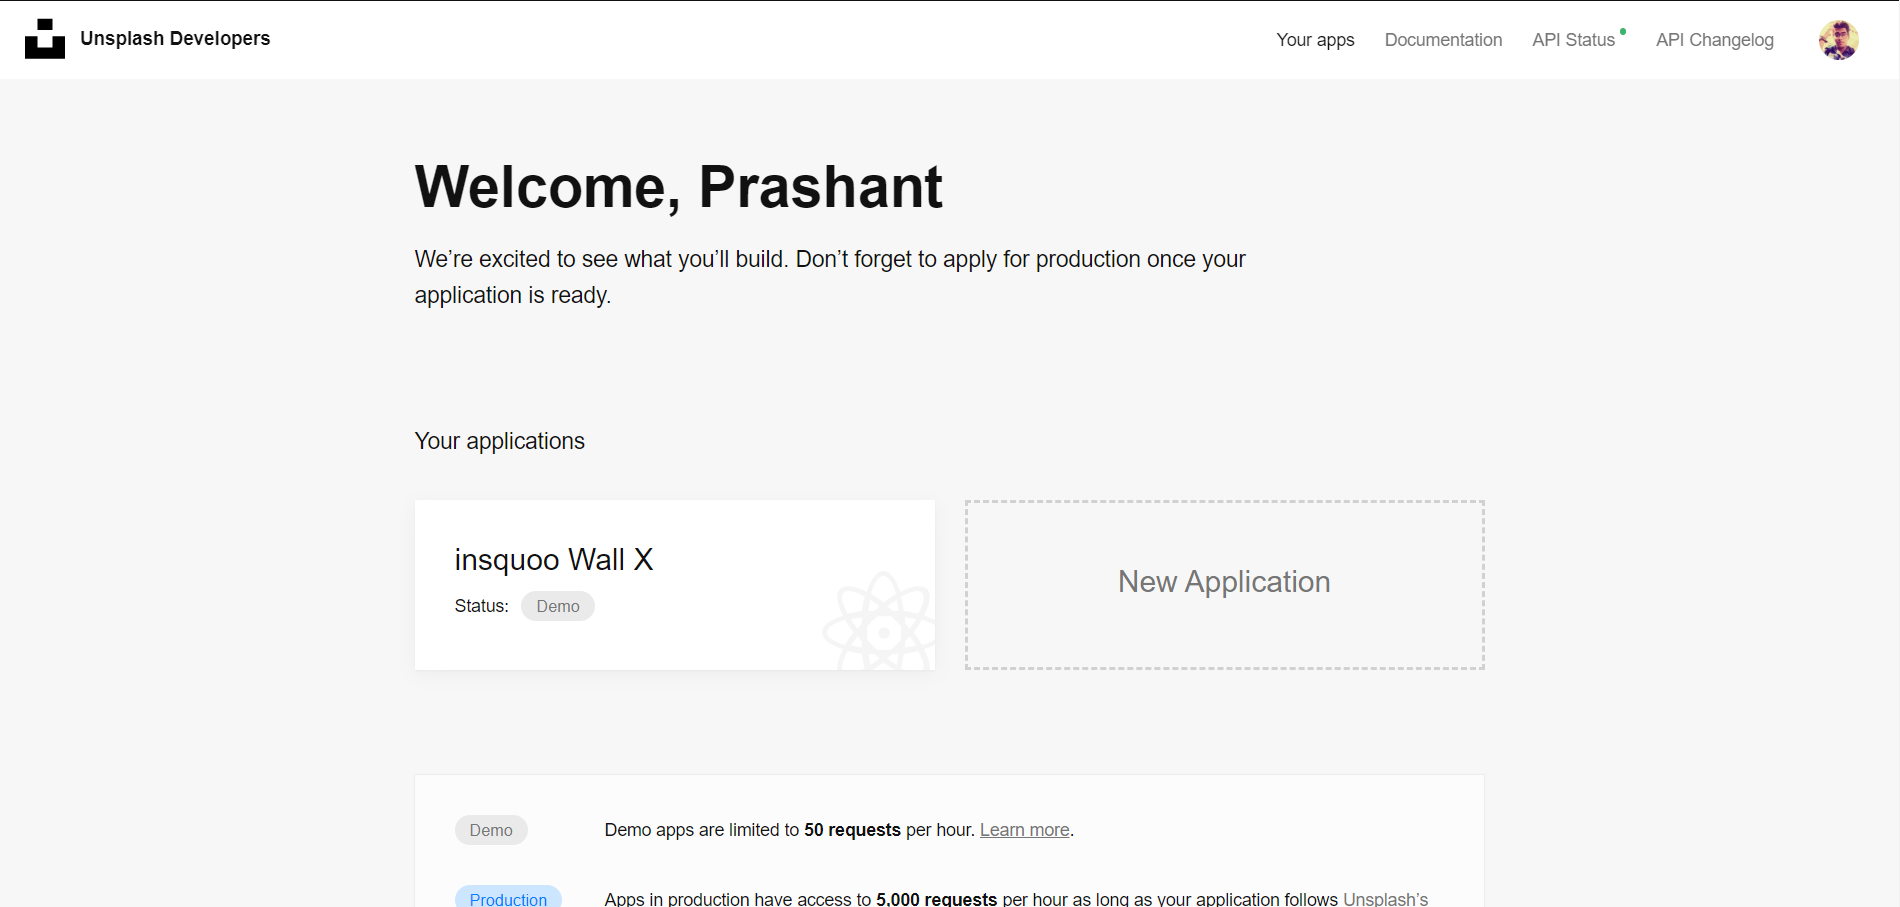 Unsplash Developers
Your apps
Documentation
API Status
API Changelog
Welcome, Prashant
We’re excited to see what you’ll build. Don’t forget to apply for production once your
application is ready.
Your applications
insquoo Wall X
Status: Demo
New Application
Demo
Demo apps are limited to 50 requests per hour. Learn more.
Production
Apps in production have access to 5,000 requests per hour as long as your application follows Unsplash’s